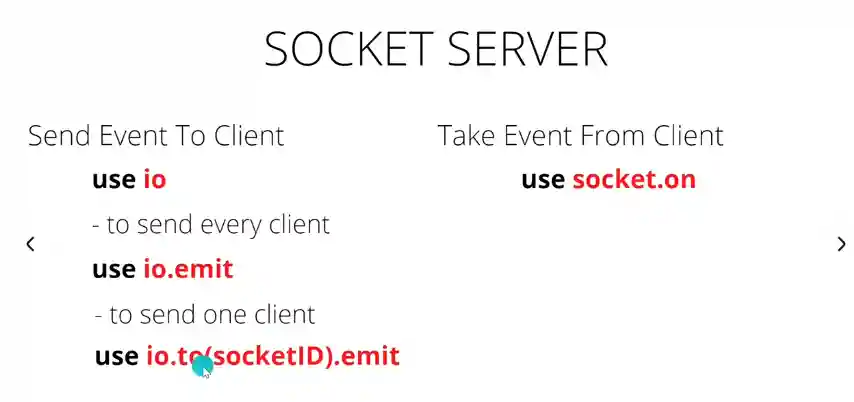 SOCKET SERVER
Send Event To Client
use io
- to send every client
use io.emit
- to send one client
use io.to(socketID).emit
Take Event From Client
use socket.on